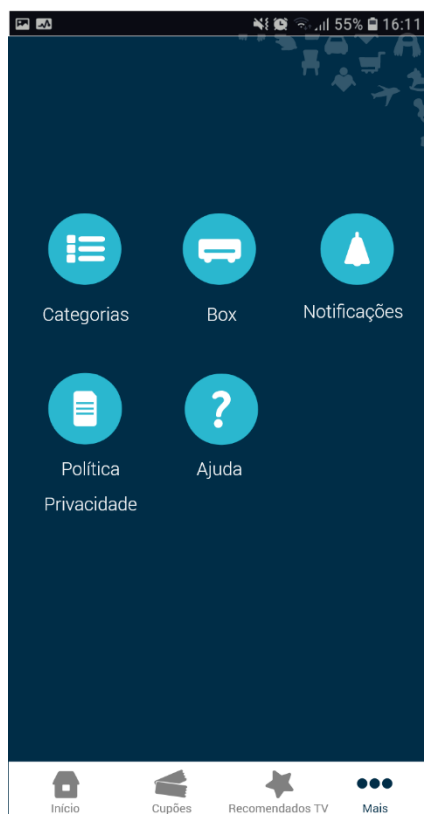 55% 16:11
Categorias
Box
Notificações
Política
Privacidade
Ajuda
Início
Cupões
Recomendados TV
Mais